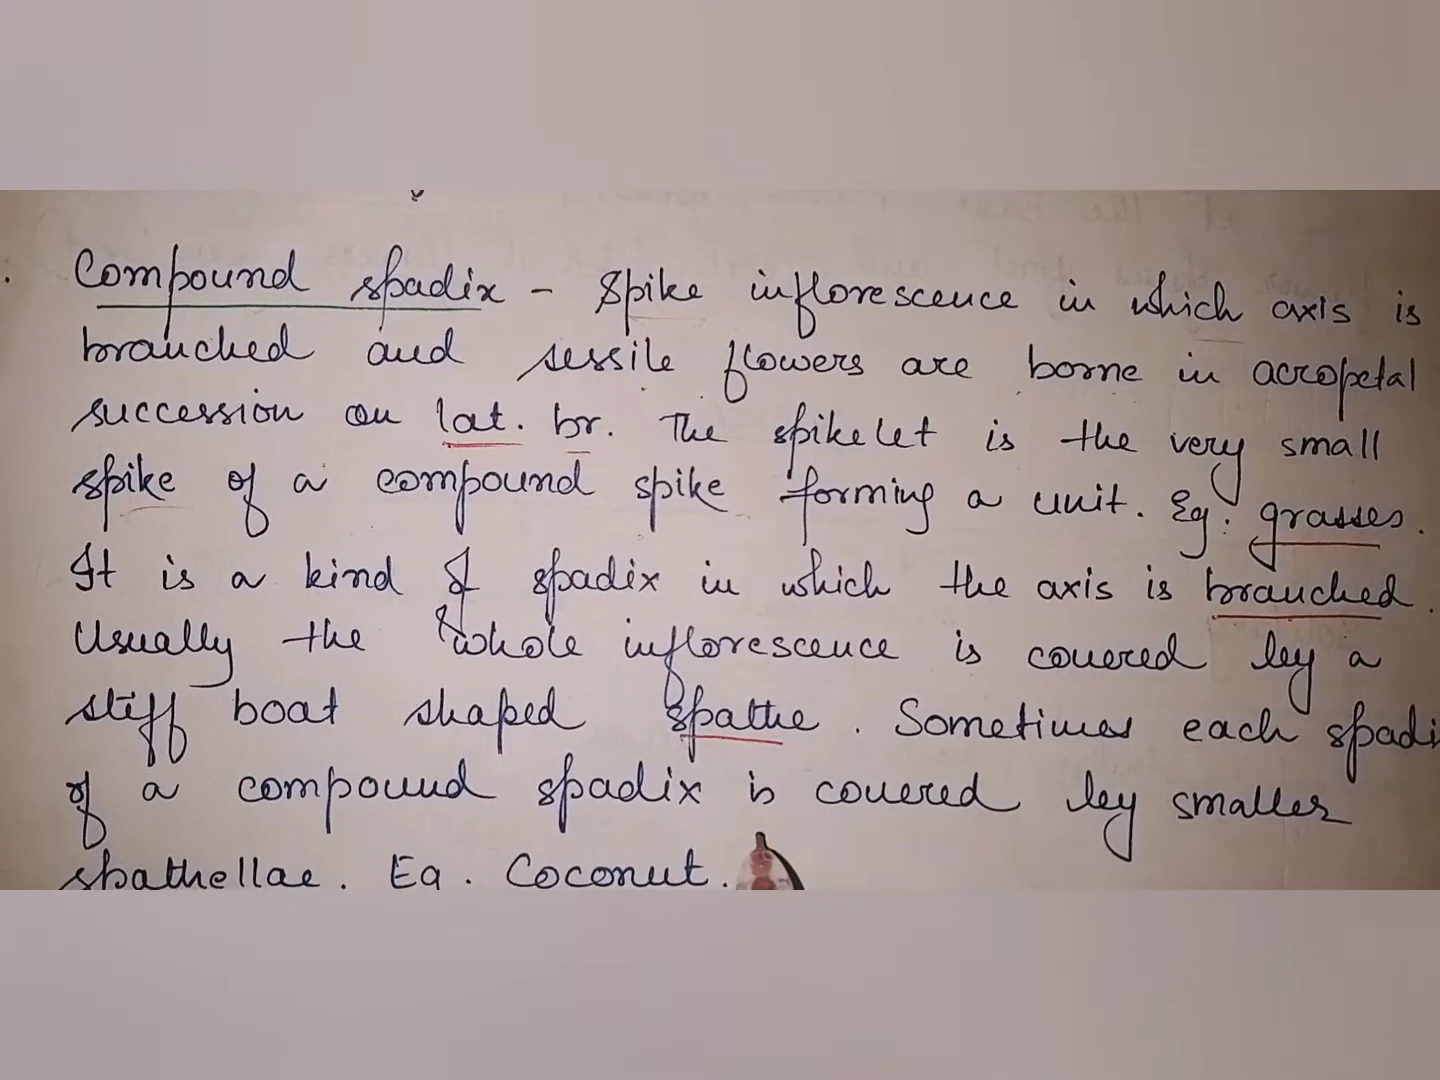 Compound spadix - Spike inflorescence in which axis is
branched and sessile flowers are borne in acropetal
succession on lat. br. The spikelet is the very small
spike of a compound spike forming a unit. Eg: grasses.
It is a kind of spadix in which the axis is branched.
Usually the whole inflorescence is covered by a
stiff boat shaped spathe. Sometimes each spadi
of a compound spadix is covered by smaller
spathellae. Eg. Coconut.